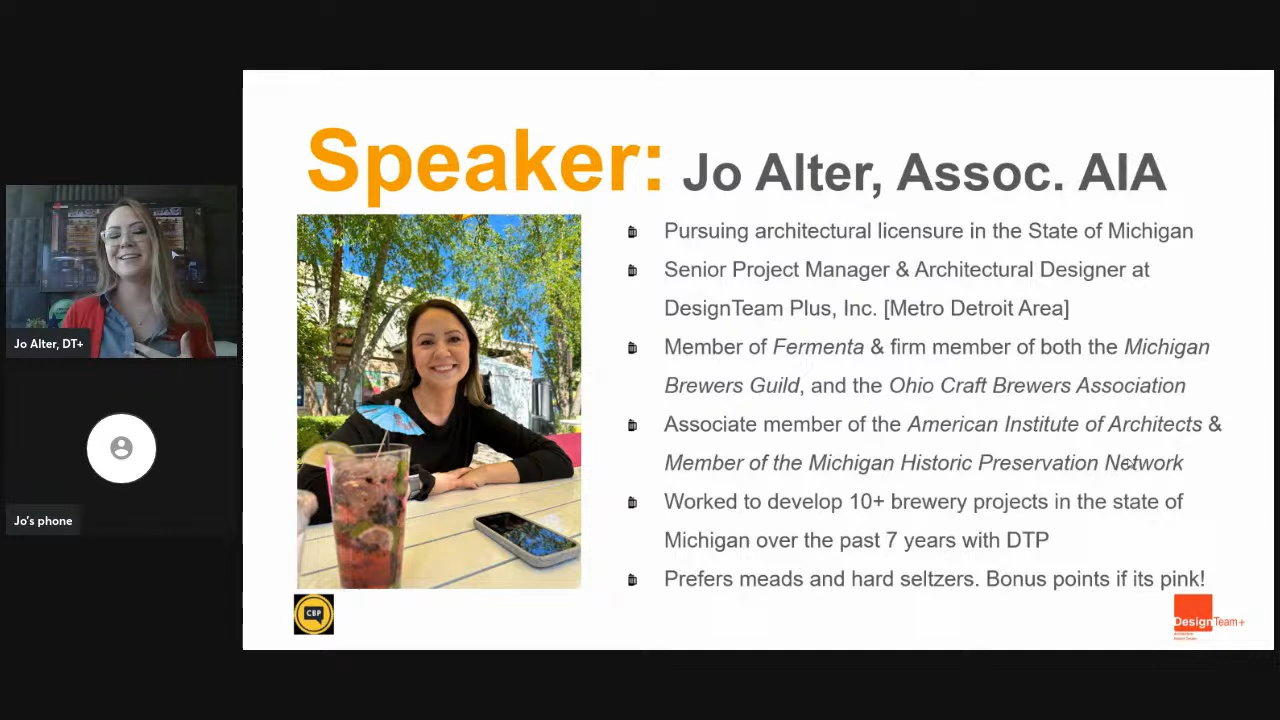 Speaker: Jo Alter, Assoc. AIA
Pursuing architectural licensure in the State of Michigan
Senior Project Manager & Architectural Designer at
DesignTeam Plus, Inc. [Metro Detroit Area]
Member of Fermenta & firm member of both the Michigan
Brewers Guild, and the Ohio Craft Brewers Association
Associate member of the American Institute of Architects &
Member of the Michigan Historic Preservation Network
Worked to develop 10+ brewery projects in the state of
Michigan over the past 7 years with DTP
Prefers meads and hard seltzers. Bonus points if its pink!
Jo Alter, DT+
Jo's phone
CBP
DesignTeam+